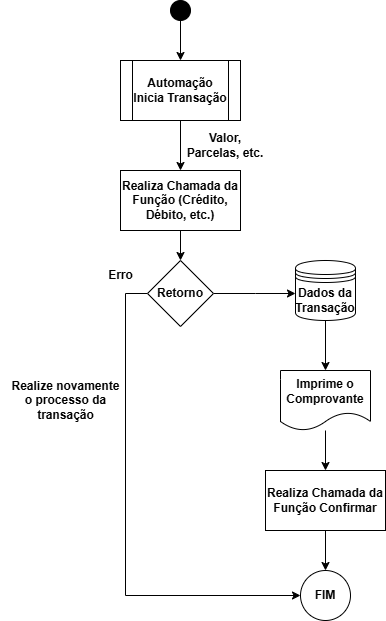 Automação
Inicia Transação
Valor,
Parcelas, etc.
Realiza Chamada da
Função (Crédito,
Débito, etc.)
Erro
Retorno
Dados da
Transação
Realize novamente
o processo da
transação
Imprime o
Comprovante
Realiza Chamada da
Função Confirmar
FIM